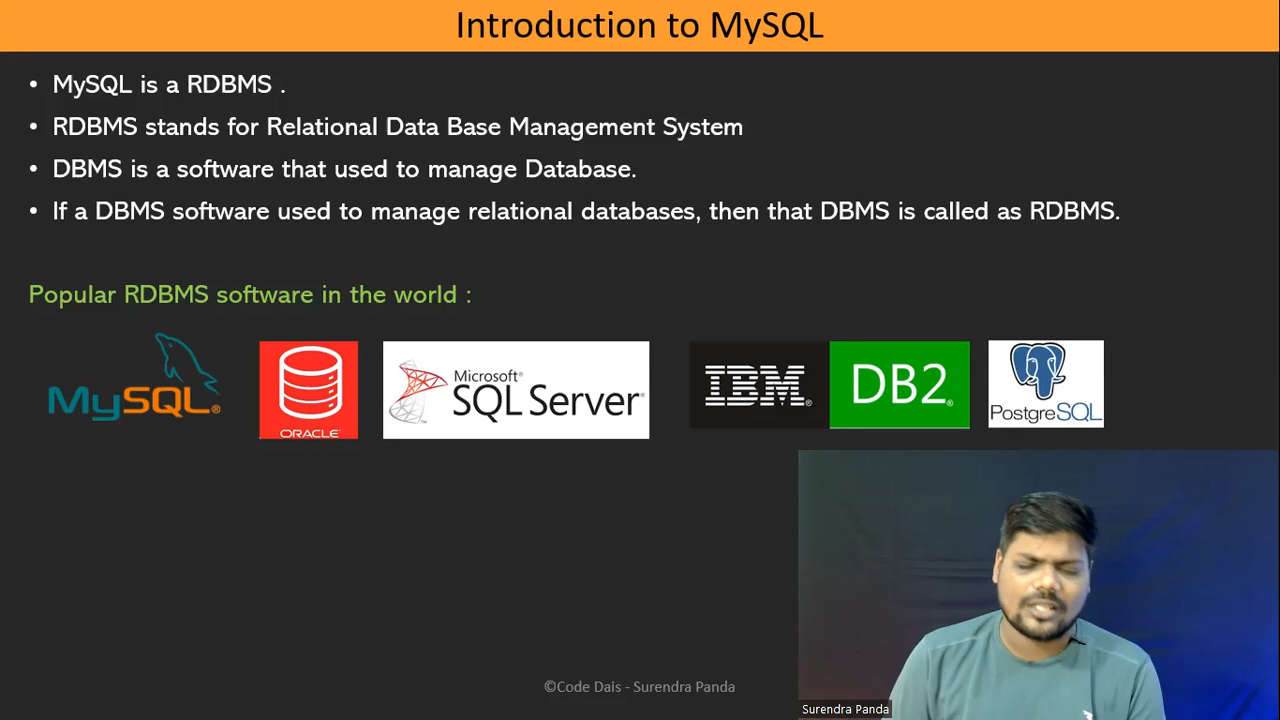 Introduction to MySQL
• MySQL is a RDBMS .
• RDBMS stands for Relational Data Base Management System
• DBMS is a software that used to manage Database.
• If a DBMS software used to manage relational databases, then that DBMS is called as RDBMS.
Popular RDBMS software in the world :
MySQL®
ORACLE
Microsoft®
SQL Server®
IBM® DB2®
PostgreSQL
©Code Dais - Surendra Panda
Surendra Panda